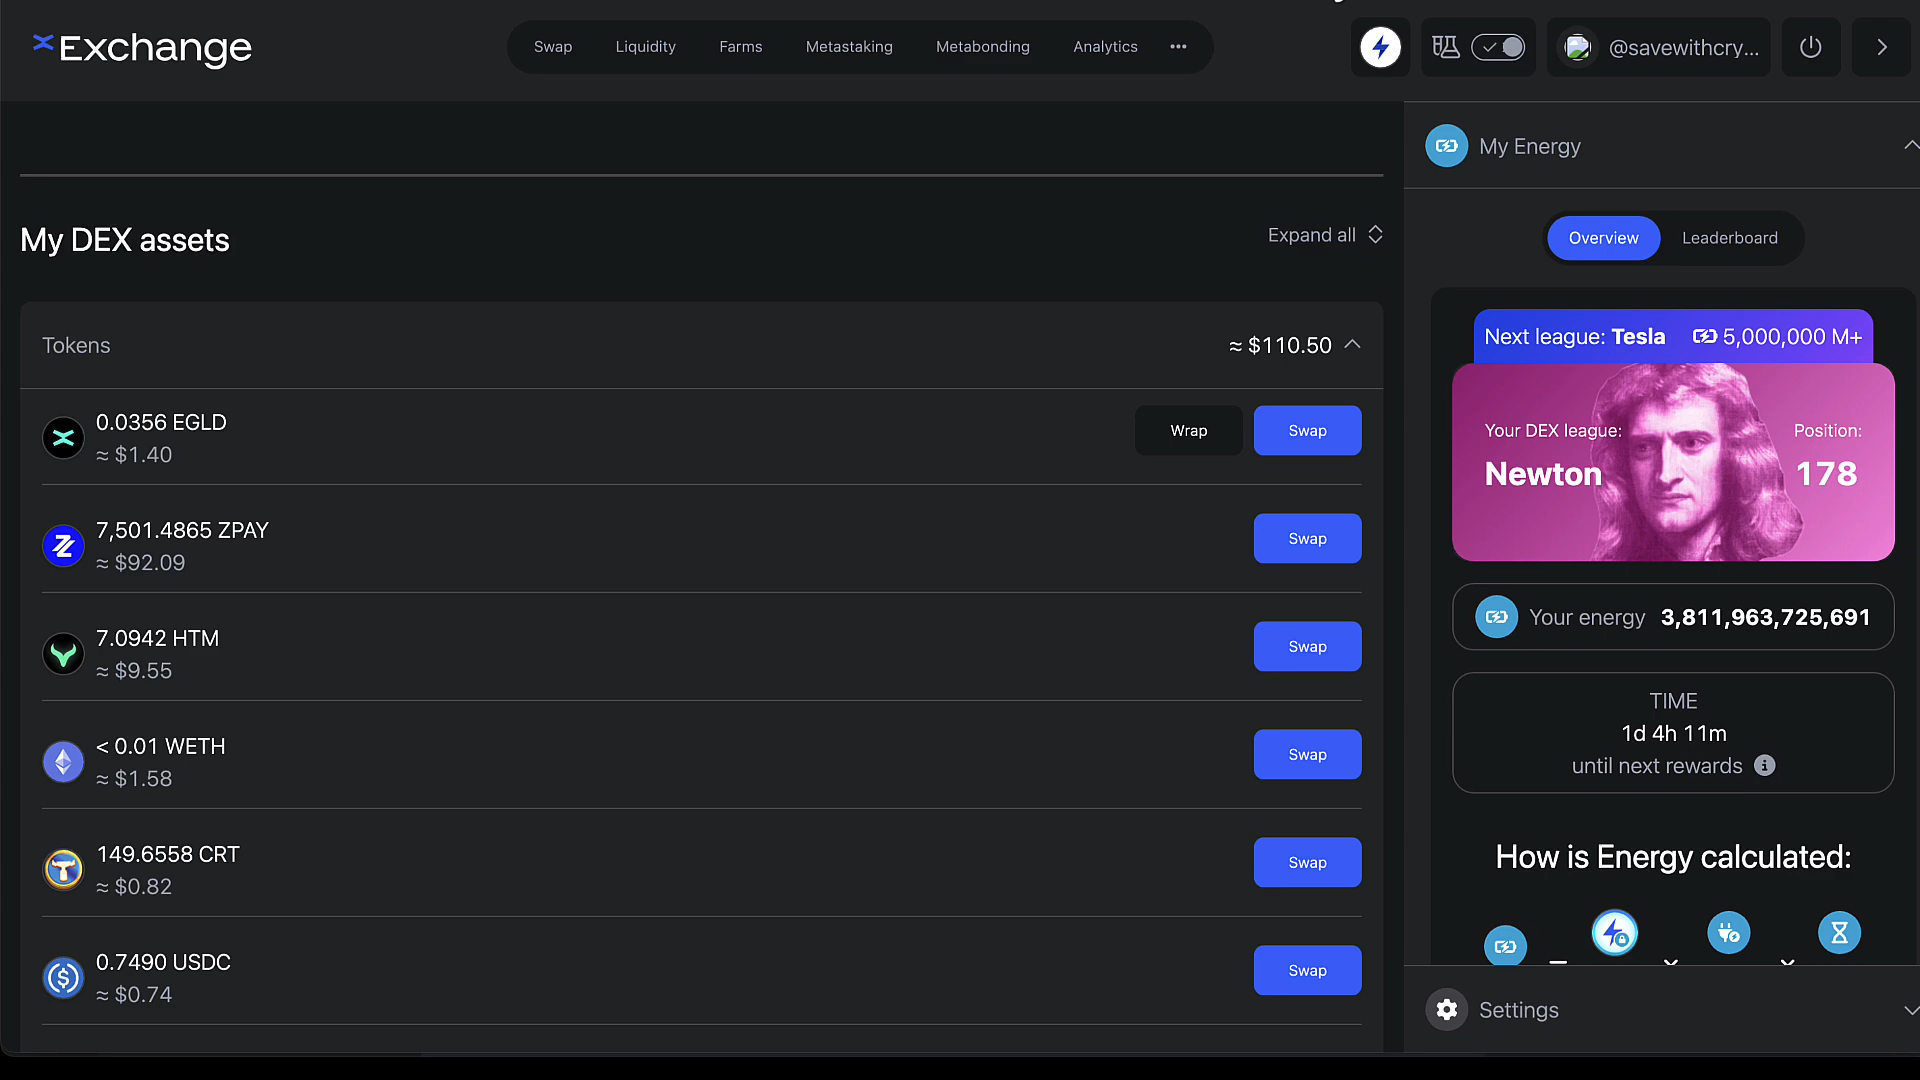 xExchange
Swap
Liquidity
Farms
Metastaking
Metabonding
Analytics
@savewithcry...
My DEX assets
Expand all
Tokens
≈ $110.50
0.0356 EGLD
≈ $1.40
Wrap
Swap
7,501.4865 ZPAY
≈ $92.09
Swap
7.0942 HTM
≈ $9.55
Swap
< 0.01 WETH
≈ $1.58
Swap
149.6558 CRT
≈ $0.82
Swap
0.7490 USDC
≈ $0.74
Swap
My Energy
Overview
Leaderboard
Next league: Tesla
5,000,000 M+
Your DEX league:
Position:
Newton
178
Your energy 3,811,963,725,691
TIME
1d 4h 11m
until next rewards
How is Energy calculated:
Settings